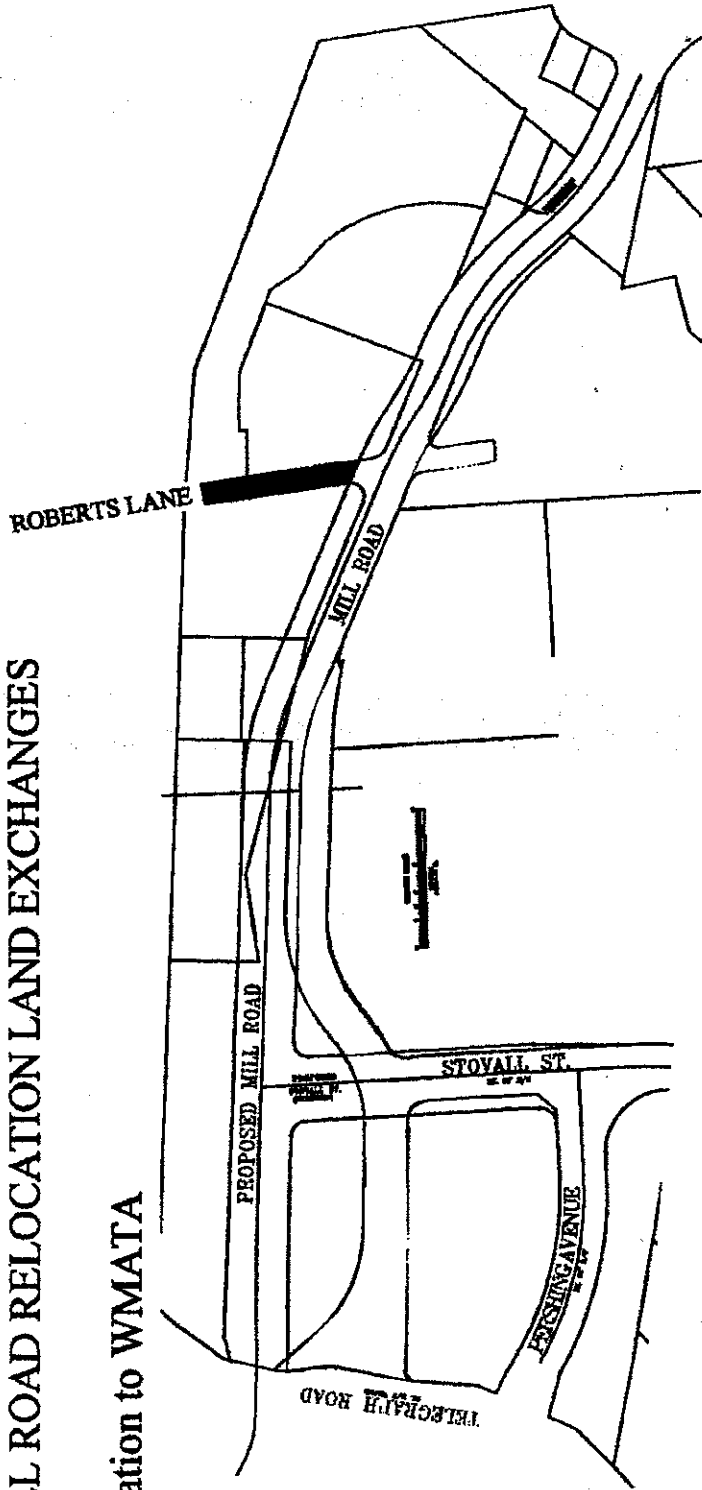 LL ROAD RELOCATION LAND EXCHANGES
ation to WMATA
ROBERTS LANE
MILL ROAD
PROPOSED MILL ROAD
STOVALL ST.
PERSHING AVENUE
TELEGRAPH ROAD